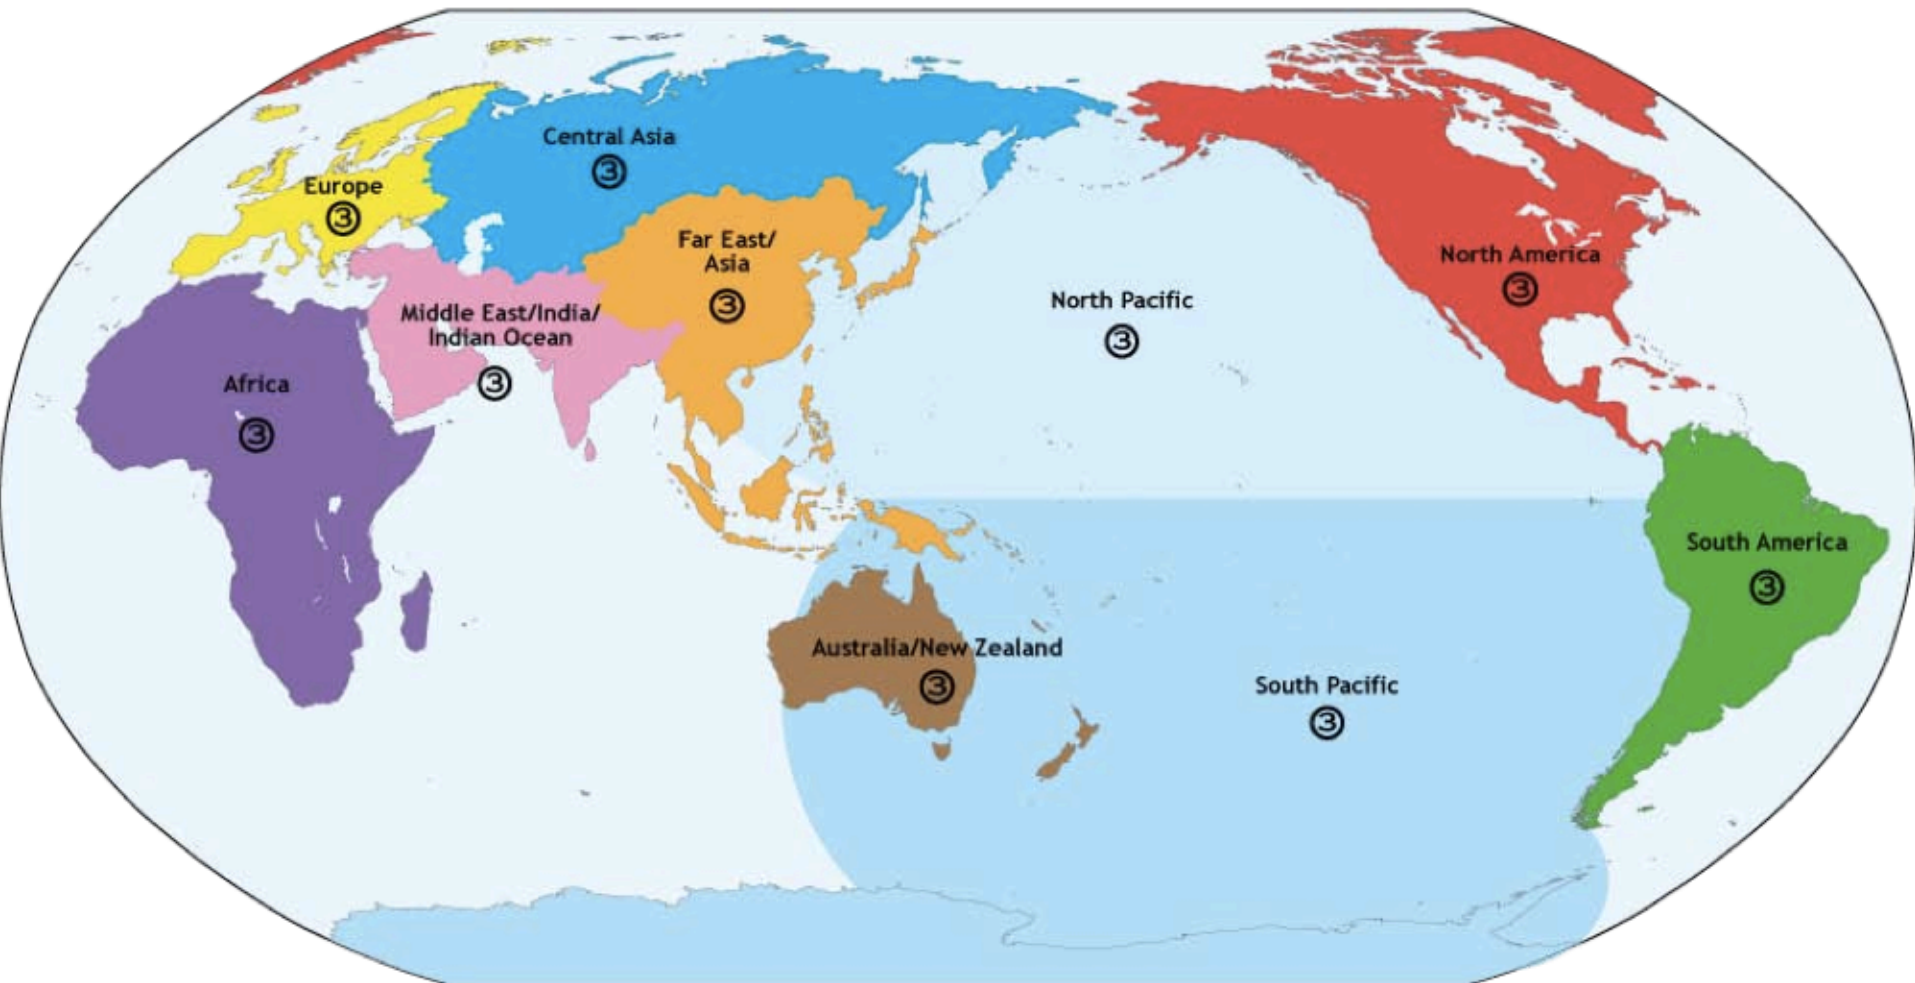 Central Asia
③
Europe
③
Far East/
Asia
③
North America
③
North Pacific
③
Middle East/India/
Indian Ocean
③
Africa
③
South America
③
Australia/New Zealand
③
South Pacific
③